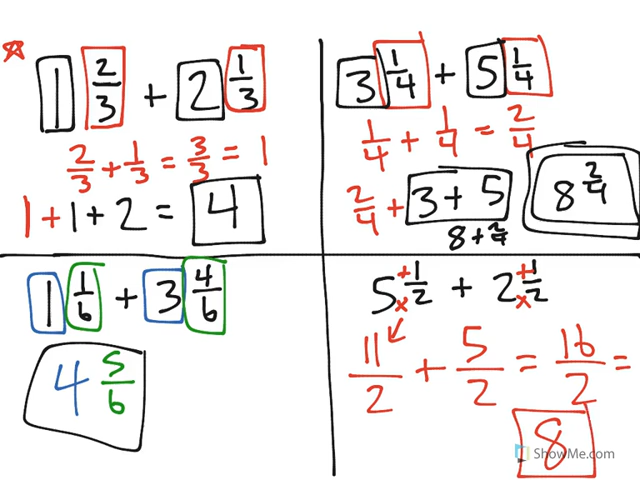 1 2/3 + 2 1/3
2/3 + 1/3 = 3/3 = 1
1 + 1 + 2 = 4
3 1/4 + 5 1/4
1/4 + 1/4 = 2/4
2/4 + 3 + 5
8 + 2/4
8 2/4
1 1/6 + 3 4/6
4 5/6
5 + 1/2 + 2 + 1/2
x x
11/2 + 5/2 = 16/2 =
8
ShowMe.com